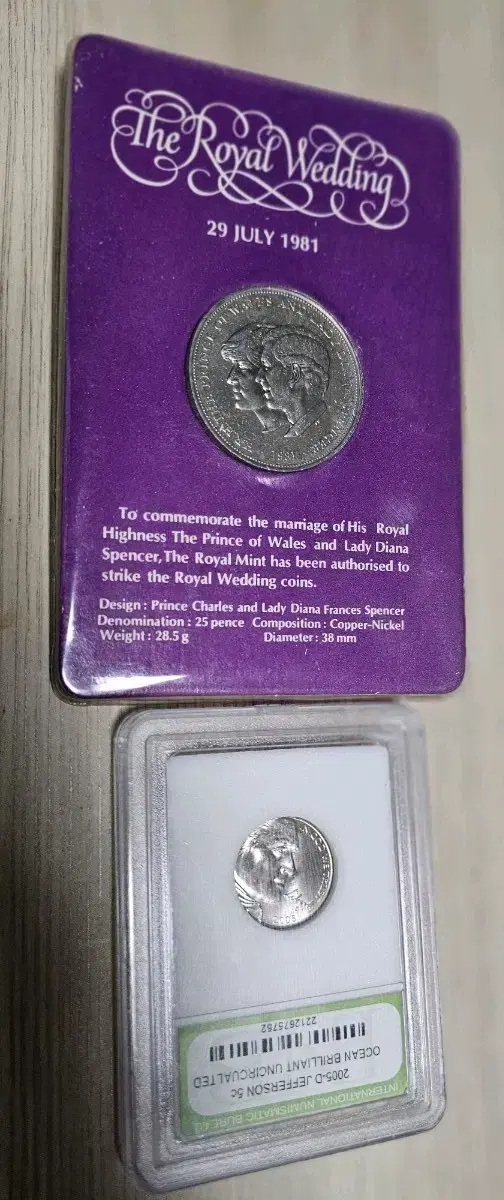 The Royal Wedding
29 JULY 1981
1981
To commemorate the marriage of His Royal
Highness The Prince of Wales and Lady Diana
Spencer, The Royal Mint has been authorised to
strike the Royal Wedding coins.
Design : Prince Charles and Lady Diana Frances Spencer
Denomination : 25 pence Composition : Copper-Nickel
Weight : 28.5 g Diameter : 38 mm
INTERNATIONAL NUMISMATIC BUREAU
2005-D JEFFERSON 5c
OCEAN BRILLIANT UNCIRCUALTED
2212675752